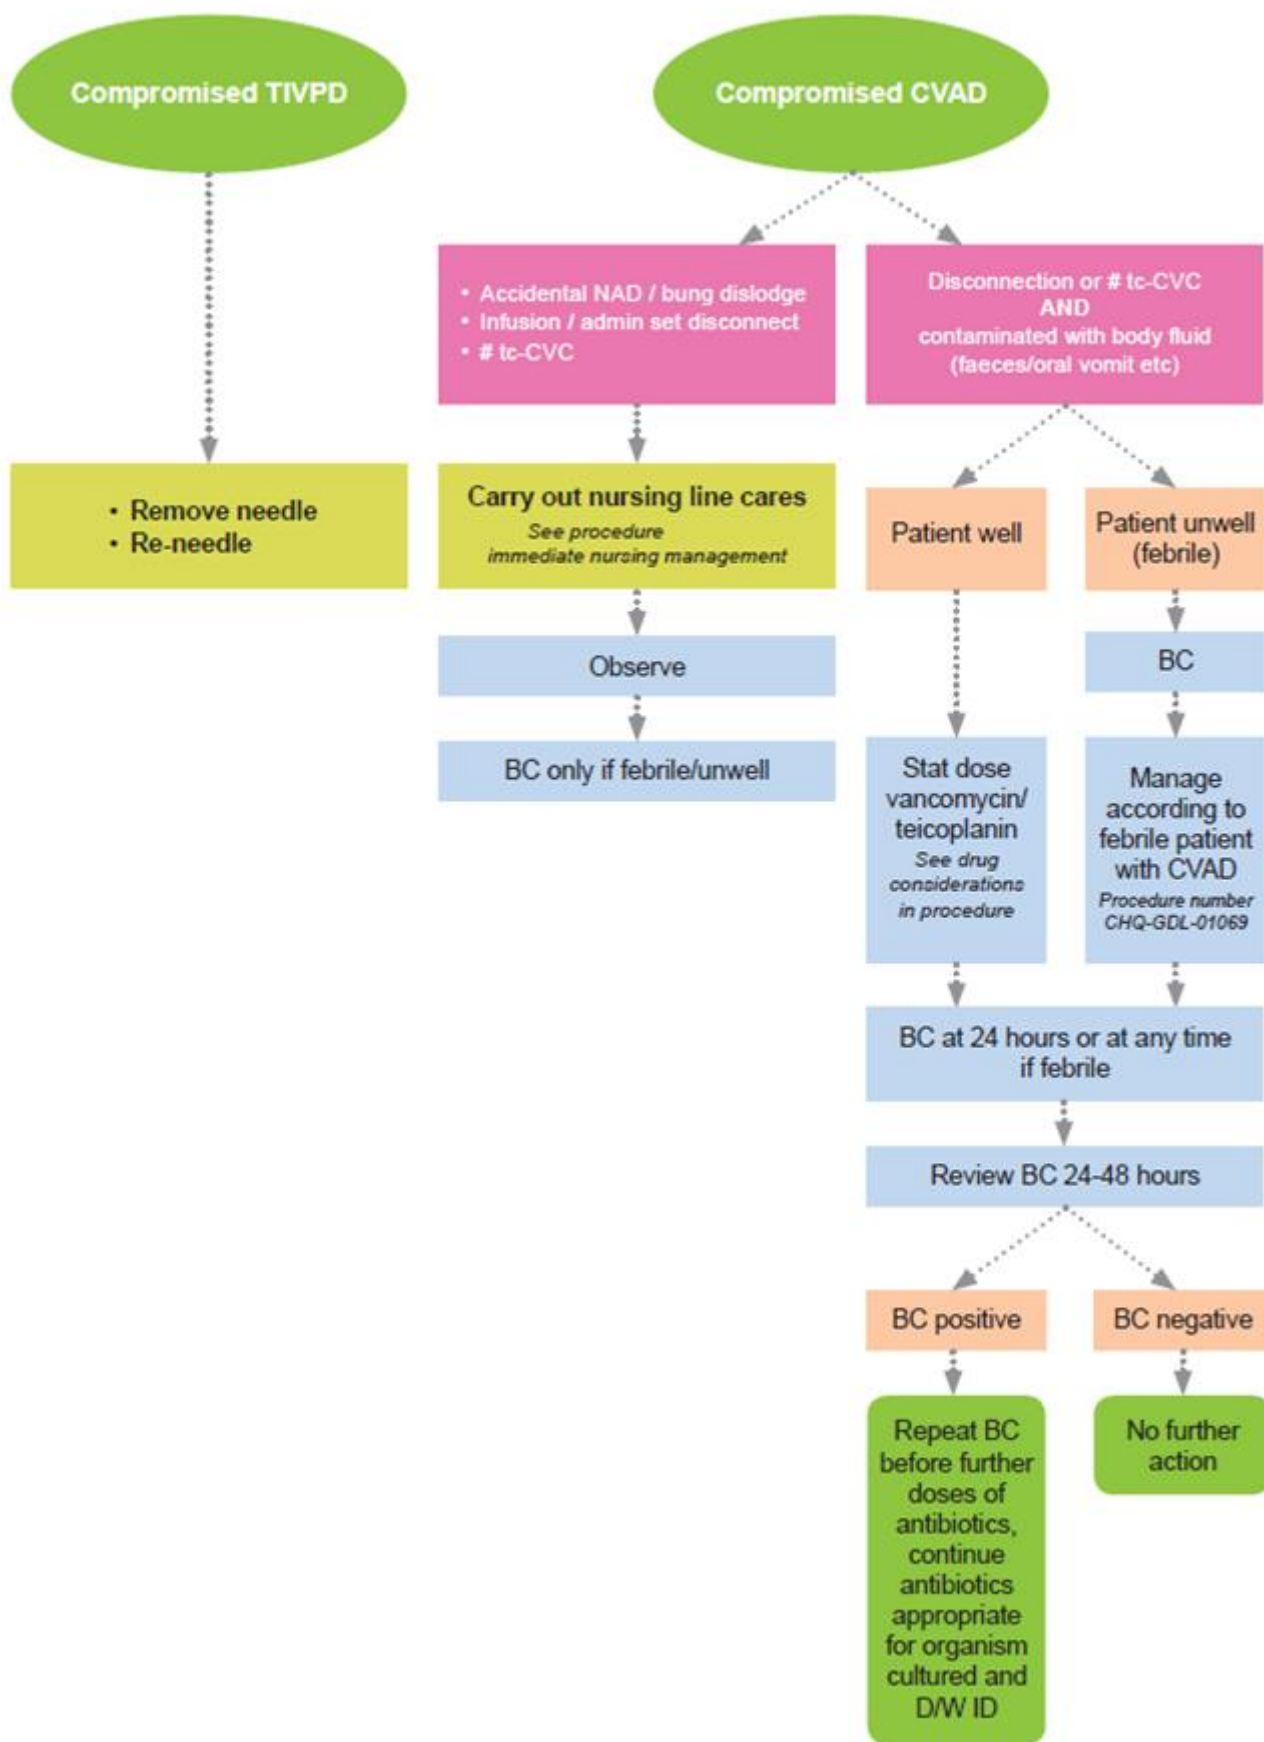 Compromised TIVPD
Compromised CVAD
• Accidental NAD / bung dislodge
• Infusion / admin set disconnect
• # tc-CVC
Disconnection or # tc-CVC
AND
contaminated with body fluid
(faeces/oral vomit etc)
• Remove needle
• Re-needle
Carry out nursing line cares
See procedure
immediate nursing management
Patient well
Patient unwell
(febrile)
Observe
BC
BC only if febrile/unwell
Stat dose
vancomycin/
teicoplanin
See drug
considerations
in procedure
Manage
according to
febrile patient
with CVAD
Procedure number
CHQ-GDL-01069
BC at 24 hours or at any time
if febrile
Review BC 24-48 hours
BC positive
BC negative
Repeat BC
before further
doses of
antibiotics,
continue
antibiotics
appropriate
for organism
cultured and
D/W ID
No further
action